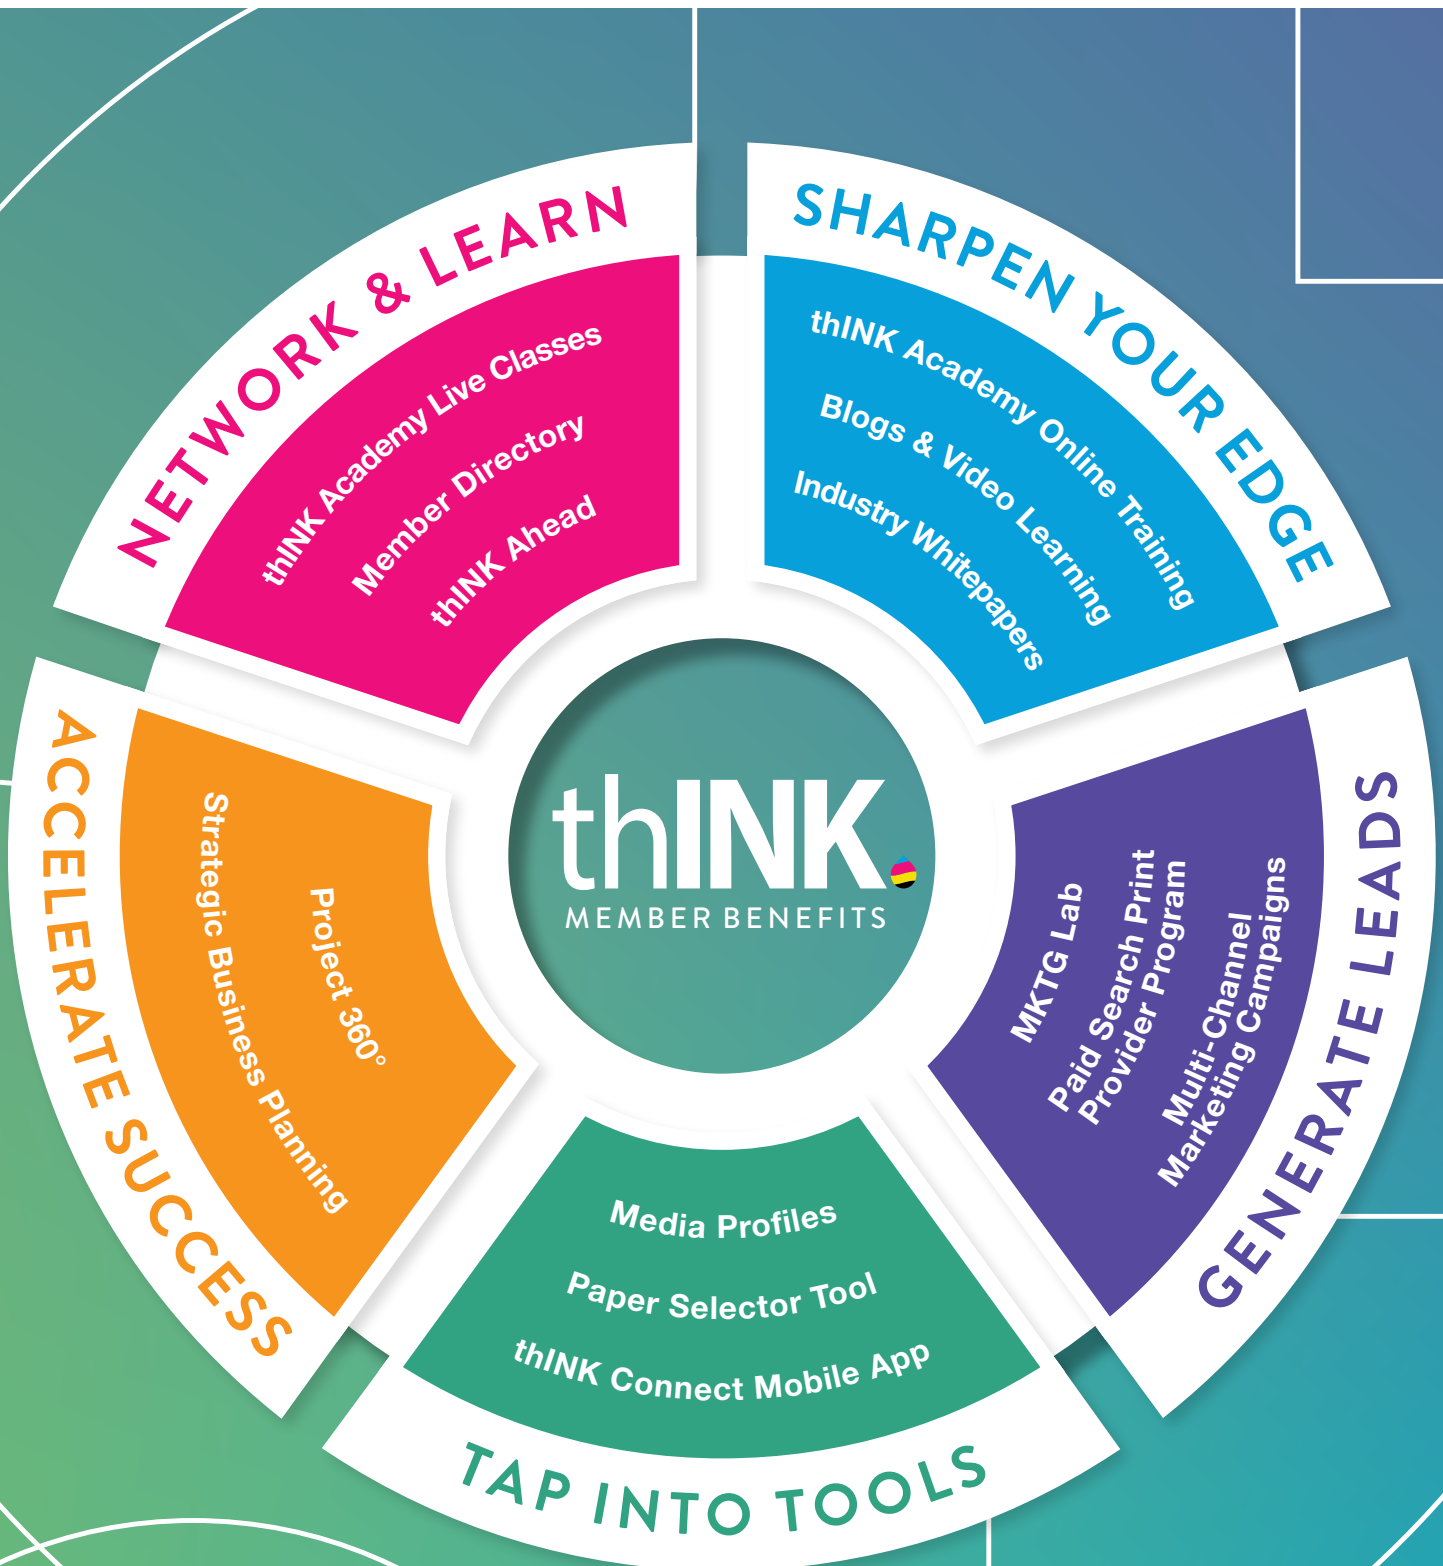 thINK
MEMBER BENEFITS
NETWORK & LEARN
thINK Academy Live Classes
Member Directory
thINK Ahead
SHARPEN YOUR EDGE
thINK Academy Online Training
Blogs & Video Learning
Industry Whitepapers
GENERATE LEADS
MKTG Lab
Paid Search Print
Provider Program
Multi-Channel
Marketing Campaigns
Media Profiles
Paper Selector Tool
thINK Connect Mobile App
TAP INTO TOOLS
ACCELERATE SUCCESS
Strategic Business Planning
Project 360°